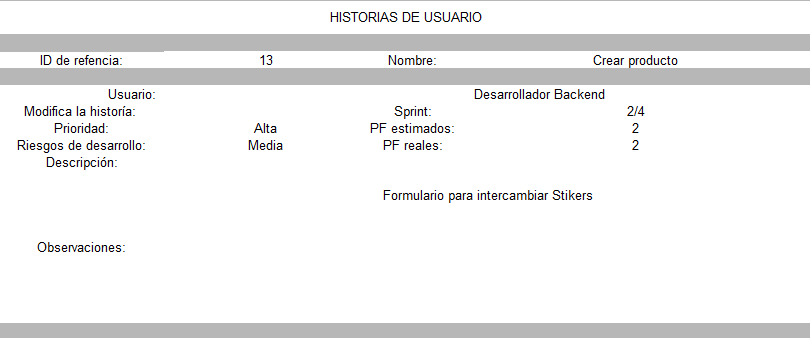 HISTORIAS DE USUARIO
ID de refencia: 13 Nombre: Crear producto
Usuario: Desarrollador Backend
Modifica la historía: Sprint: 2/4
Prioridad: Alta PF estimados: 2
Riesgos de desarrollo: Media PF reales: 2
Descripción:
Formulario para intercambiar Stikers
Observaciones: